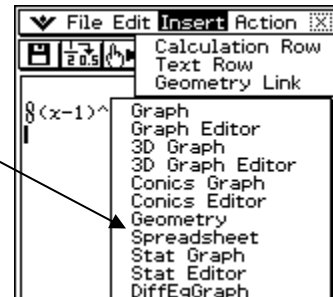 File Edit Insert Action
Calculation Row
Text Row
Geometry Link
(x-1)^
Graph
Graph Editor
3D Graph
3D Graph Editor
Conics Graph
Conics Editor
Geometry
Spreadsheet
Stat Graph
Stat Editor
DiffEqGraph